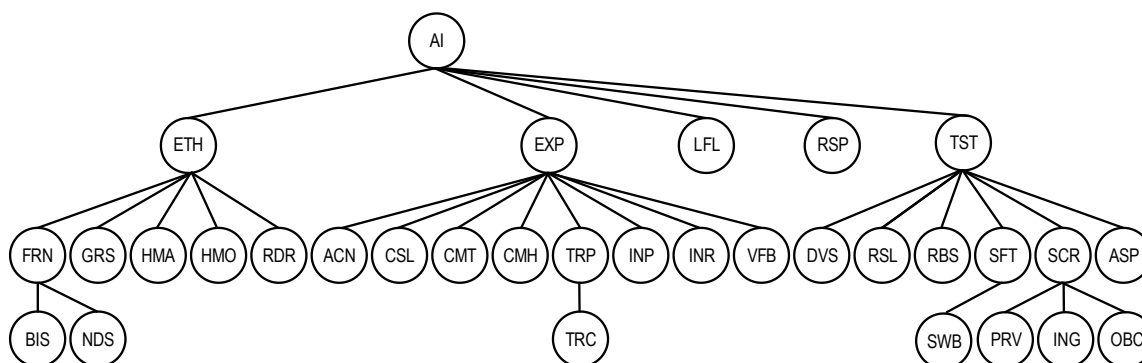 AI
ETH EXP LFL RSP TST
FRN GRS HMA HMO RDR ACN CSL CMT CMH TRP INP INR VFB DVS RSL RBS SFT SCR ASP
BIS NDS TRC SWB PRV ING OBC